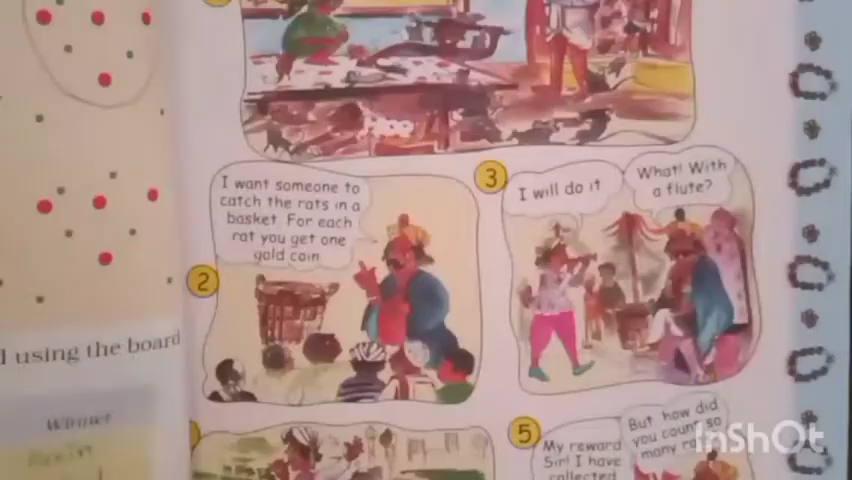 I want someone to
catch the rats in a
basket. For each
rat you get one
gold coin
2
3
I will do it
What! With
a flute?
using the board
Winner
5
My reward
Sir! I have
collected
But how did
you count so
many
InShOt